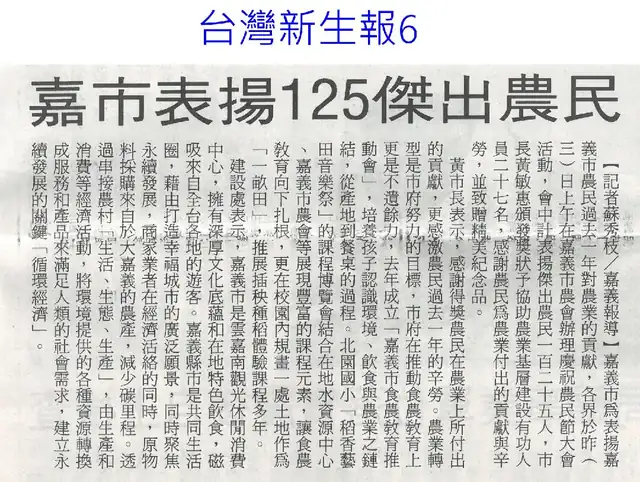 台灣新生報6
嘉市表揚125傑出農民
【記者蘇秀枝／嘉義報導】嘉義市為表揚嘉
義市農民過去一年對農業的貢獻，各界於昨（
三）日上午在嘉義市農會辦理慶祝農民節大會
活動，會中計表揚傑出農民一百二十五人，市
長黃敏惠頒發獎狀予協助農業基層建設有功人
員二十七名，感謝農民為農業付出的貢獻與辛
勞，並致贈精美紀念品。
黃市長表示，感謝得獎農民在農業上所付出
的貢獻，更感激農民過去一年的辛勞。農業轉
型是市府努力的目標，市府在推動食農教育上
更是不遺餘力，去年成立「嘉義市食農教育推
動會」，培養孩子認識環境、飲食與農業之鏈
結，從產地到餐桌的過程。北園國小「稻香藝
田音樂祭」的課程博覽會結合在地水資源中心
、嘉義市農會等展現豐富的課程元素，讓食農
教育向下扎根，更在校園內規畫一處土地作為
「一畝田」，推展插秧種稻體驗課程多年。
建設處表示，嘉義市是雲嘉南觀光休閒消費
中心，擁有深厚文化底蘊和在地特色飲食，磁
吸來自全台各地的遊客。嘉義縣市是共同生活
圈，藉由打造幸福城市的廣泛願景，同時聚焦
永續發展，商家業者在經濟活絡的同時，原物
料採購來自於大嘉義的農產，減少碳里程。透
過串接農村「生活、生態、生產」，由生產和
消費等經濟活動，將環境提供的各種資源轉換
成服務和產品來滿足人類的社會需求，建立永
續發展的關鍵「循環經濟」。